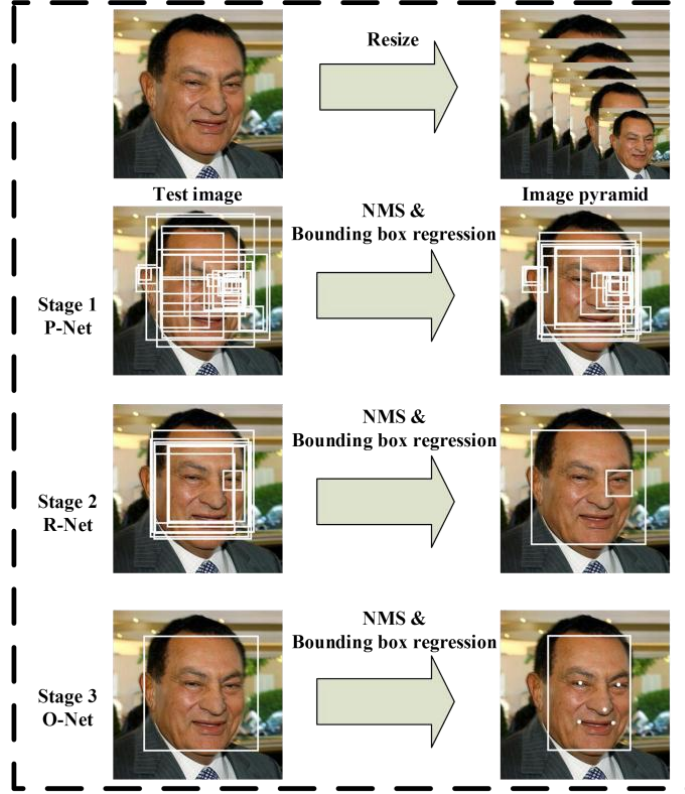 Resize
Test image
Image pyramid
NMS &
Bounding box regression
Stage 1
P-Net
NMS &
Bounding box regression
Stage 2
R-Net
NMS &
Bounding box regression
Stage 3
O-Net